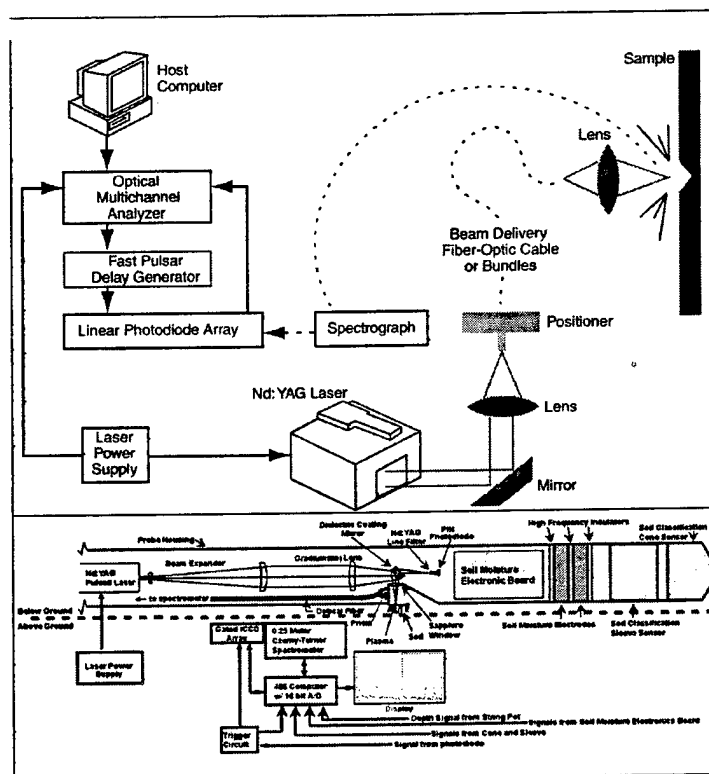 Host
Computer
Sample
Lens
Optical
Multichannel
Analyzer
Beam Delivery
Fiber-Optic Cable
or Bundles
Fast Pulsar
Delay Generator
Linear Photodiode Array
Spectrograph
Positioner
Nd:YAG Laser
Lens
Laser
Power
Supply
Mirror
Probe Housing
Dielectric Coating
Mirror
Nd:YAG
Line Filter
PIN
Photodiode
High Frequency Insulators
Soil Classification
Cone Sensor
Beam Expander
Collimating Lens
Nd:YAG
Pulsed Laser
Soil Moisture
Electronic Board
to spectrometer
Optical Fiber
Prism
Below Ground
Above Ground
Plasma
Soil
Sapphire
Window
Soil Moisture Electrodes
Soil Classification
Sleeve Sensor
Gated ICCD
Array
0.25 Meter
Czerny-Turner
Spectrometer
Laser Power
Supply
486 Computer
w/ 16 bit A/D
Display
Depth Signal from String Pot
Signals from Soil Moisture Electronics Board
Trigger
Circuit
Signals from Cone and Sleeve
Signal from photodiode